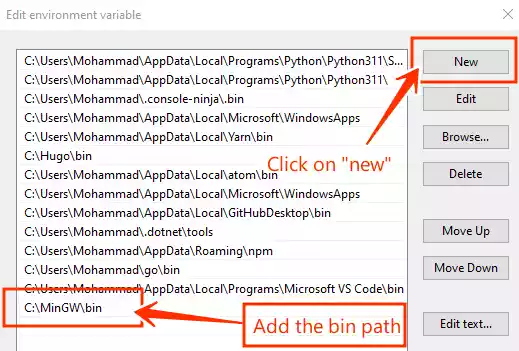 Edit environment variable
C:\Users\Mohammad\AppData\Local\Programs\Python\Python311\S...
C:\Users\Mohammad\AppData\Local\Programs\Python\Python311\
C:\Users\Mohammad\.console-ninja\.bin
C:\Users\Mohammad\AppData\Local\Microsoft\WindowsApps
C:\Users\Mohammad\AppData\Local\Yarn\bin
C:\Hugo\bin
C:\Users\Mohammad\AppData\Local\atom\bin
C:\Users\Mohammad\AppData\Local\Microsoft\WindowsApps
C:\Users\Mohammad\AppData\Local\GitHubDesktop\bin
C:\Users\Mohammad\.dotnet\tools
C:\Users\Mohammad\AppData\Roaming\npm
C:\Users\Mohammad\go\bin
C:\Users\Mohammad\AppData\Local\Programs\Microsoft VS Code\bin
C:\MinGW\bin
New
Edit
Browse...
Delete
Move Up
Move Down
Edit text...
Click on "new"
Add the bin path